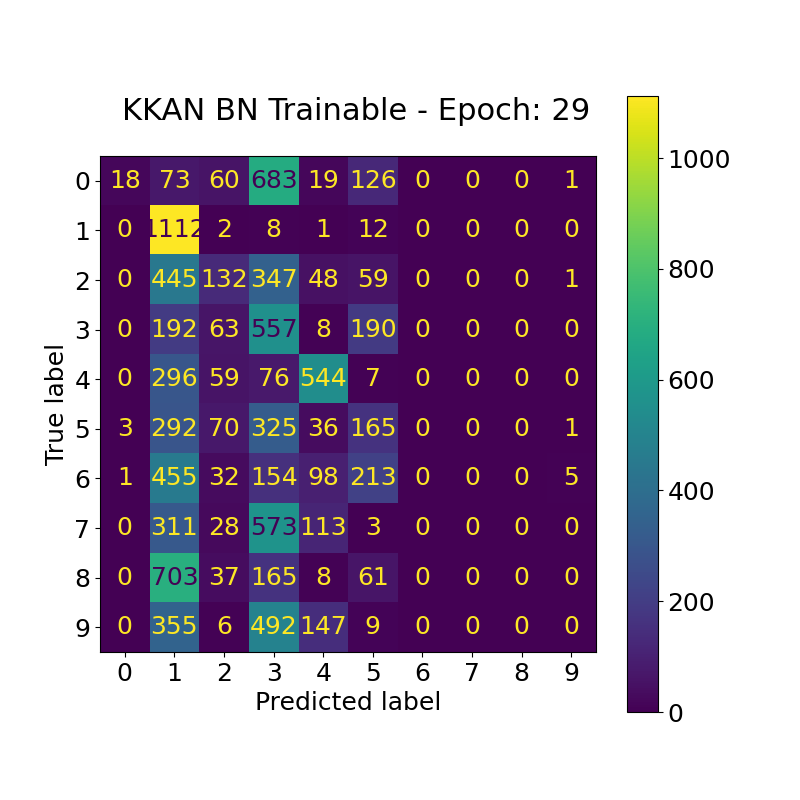 KKAN BN Trainable - Epoch: 29
True label
0 18 73 60 683 19 126 0 0 0 1
1 0 1112 2 8 1 12 0 0 0 0
2 0 445 132 347 48 59 0 0 0 1
3 0 192 63 557 8 190 0 0 0 0
4 0 296 59 76 544 7 0 0 0 0
5 3 292 70 325 36 165 0 0 0 1
6 1 455 32 154 98 213 0 0 0 5
7 0 311 28 573 113 3 0 0 0 0
8 0 703 37 165 8 61 0 0 0 0
9 0 355 6 492 147 9 0 0 0 0
0 1 2 3 4 5 6 7 8 9
Predicted label
1000
800
600
400
200
0